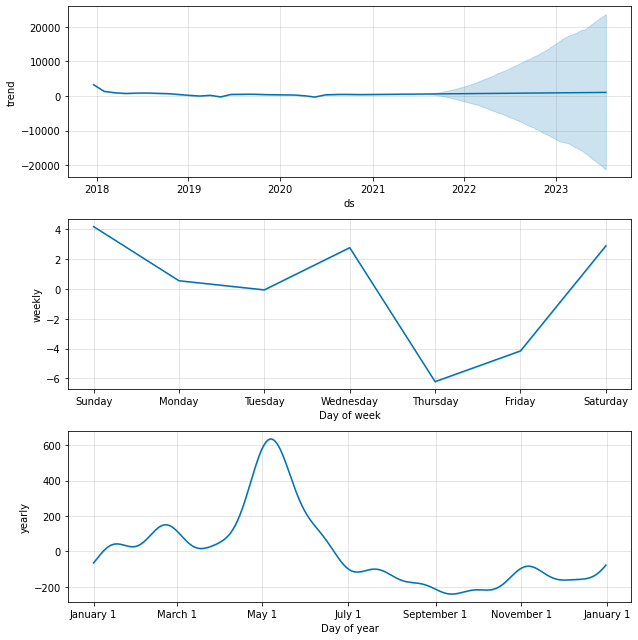 20000
10000
0
−10000
−20000
trend
2018 2019 2020 2021 2022 2023
ds
4
2
0
−2
−4
−6
weekly
Sunday Monday Tuesday Wednesday Thursday Friday Saturday
Day of week
600
400
200
0
−200
yearly
January 1 March 1 May 1 July 1 September 1 November 1 January 1
Day of year